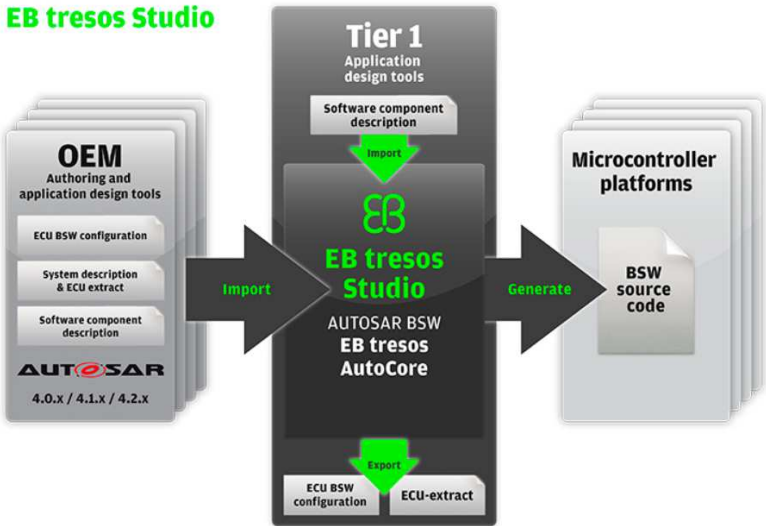 EB tresos Studio
OEM
Authoring and
application design tools
ECU BSW configuration
System description
& ECU extract
Software component
description
AUTOSAR
4.0.x / 4.1.x / 4.2.x
Import
Tier 1
Application
design tools
Software component
description
Import
EB
EB tresos
Studio
AUTOSAR BSW
EB tresos
AutoCore
Export
ECU BSW
configuration
ECU-extract
Generate
Microcontroller
platforms
BSW
source
code